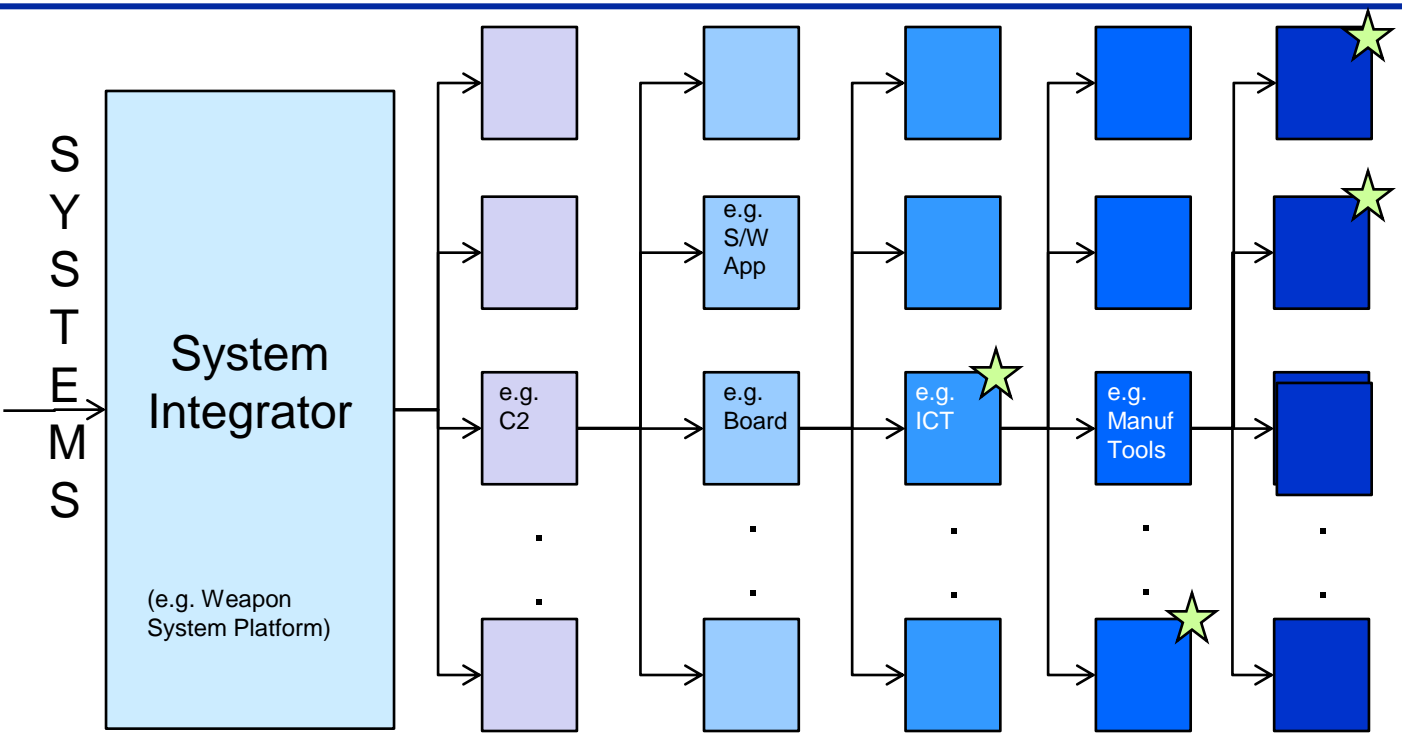 S
Y
S
T
E
M
S
System
Integrator
(e.g. Weapon
System Platform)
e.g.
C2
e.g.
S/W
App
e.g.
Board
e.g.
ICT
e.g.
Manuf
Tools